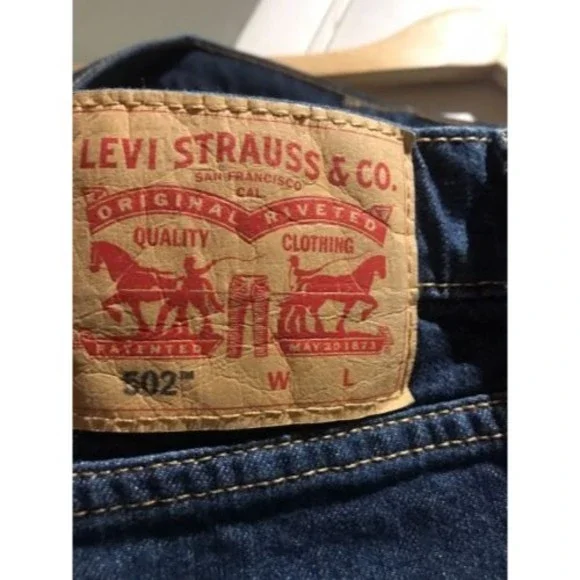 LEVI STRAUSS & CO.
SAN FRANCISCO
CAL
ORIGINAL RIVETED
QUALITY CLOTHING
PATENTED MAY 20 1873
502™ W L